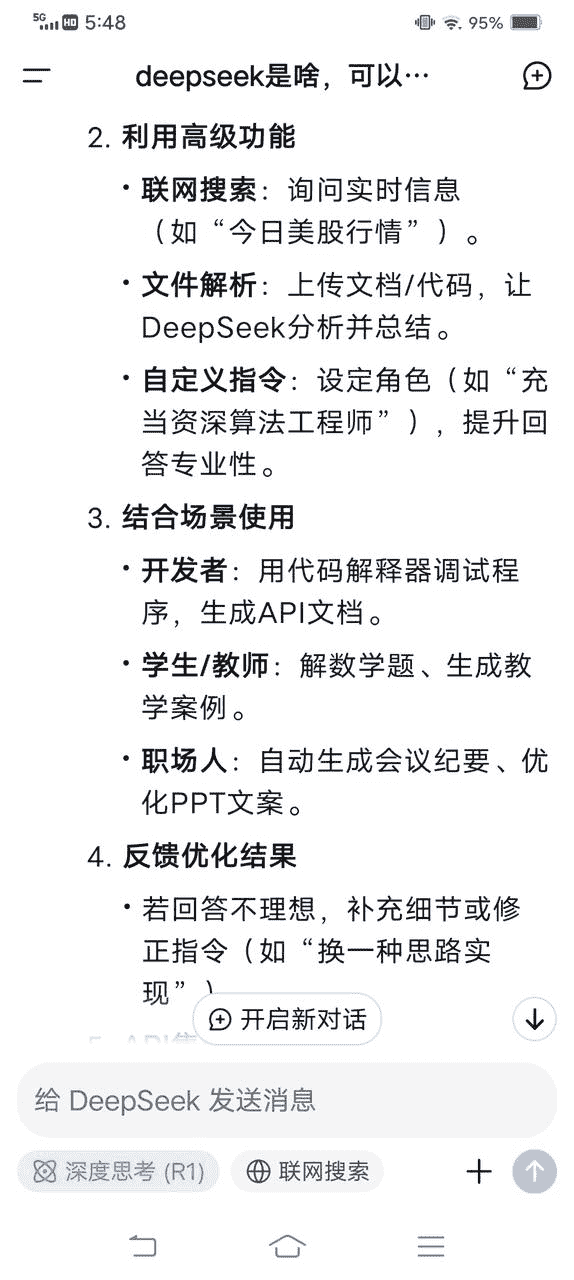 5G HD 5:48 95%
deepseek是啥，可以…
2. 利用高级功能
• 联网搜索：询问实时信息
（如“今日美股行情”）。
• 文件解析：上传文档/代码，让
DeepSeek分析并总结。
• 自定义指令：设定角色（如“充
当资深算法工程师”），提升回
答专业性。
3. 结合场景使用
• 开发者：用代码解释器调试程
序，生成API文档。
• 学生/教师：解数学题、生成教
学案例。
• 职场人：自动生成会议纪要、优
化PPT文案。
4. 反馈优化结果
• 若回答不理想，补充细节或修
正指令（如“换一种思路实
现”）
开启新对话
5. API集
给 DeepSeek 发送消息
深度思考 (R1) 联网搜索